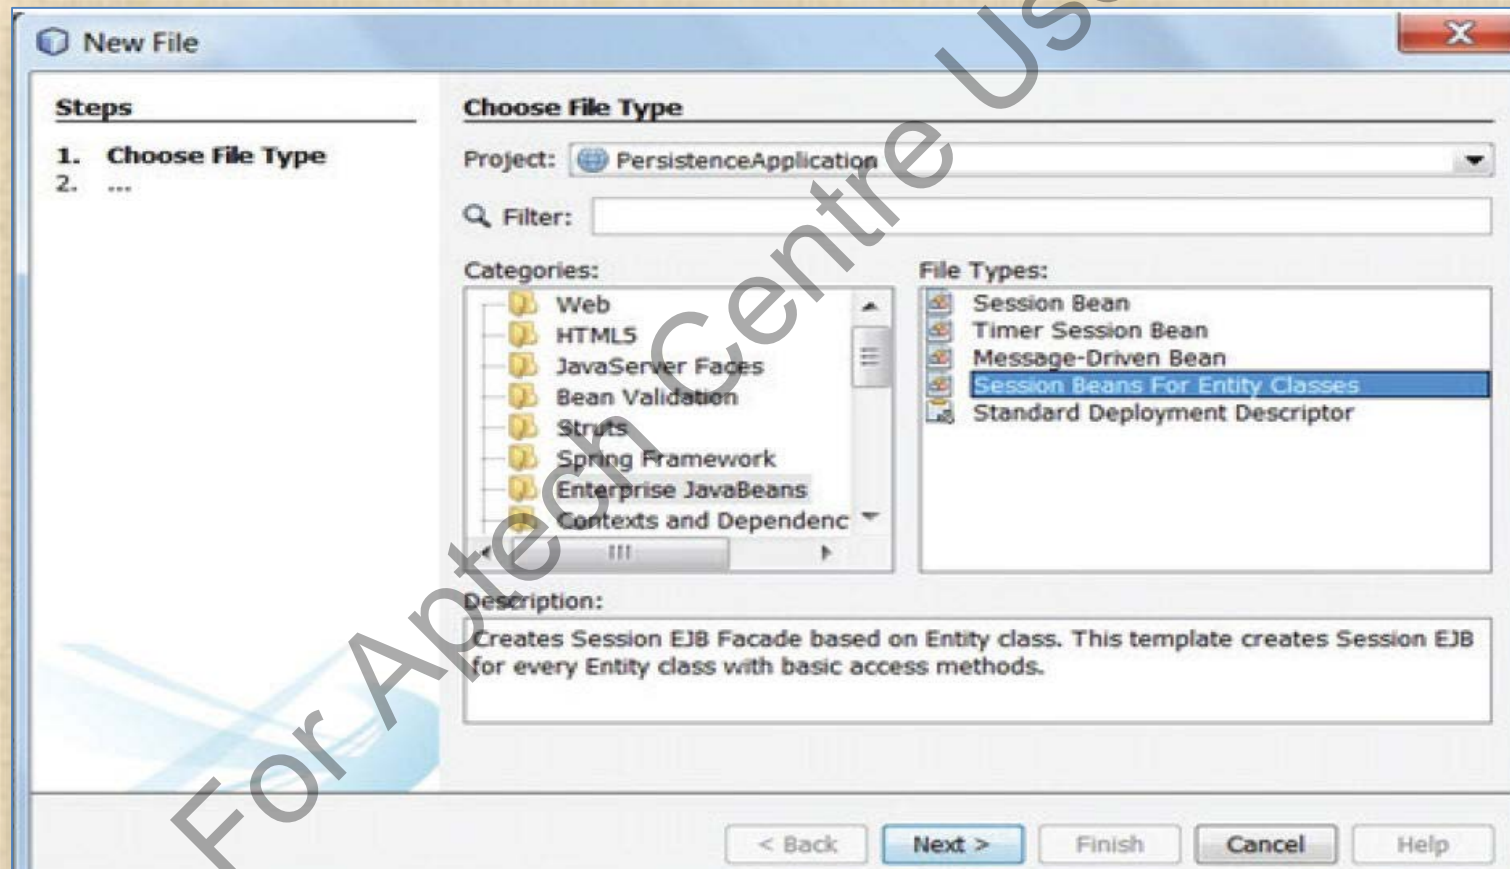 New File
Steps
1. Choose File Type
2. ...
Choose File Type
Project: PersistenceApplication
Filter:
Categories:
Web
HTML5
JavaServer Faces
Bean Validation
Struts
Spring Framework
Enterprise JavaBeans
Contexts and Dependenc
File Types:
Session Bean
Timer Session Bean
Message-Driven Bean
Session Beans For Entity Classes
Standard Deployment Descriptor
Description:
Creates Session EJB Facade based on Entity class. This template creates Session EJB
for every Entity class with basic access methods.
< Back Next > Finish Cancel Help
For Aptech Centre Us